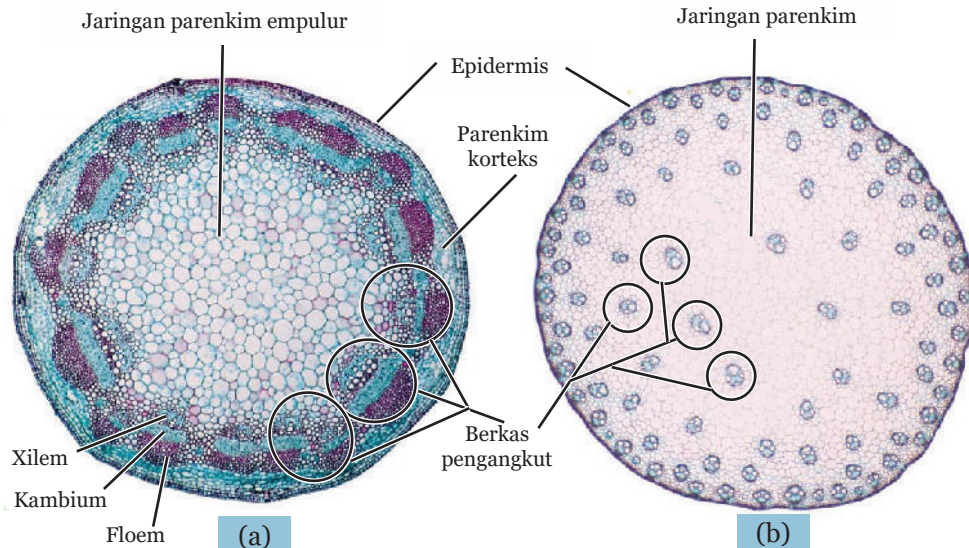 Jaringan parenkim empulur
Jaringan parenkim
Epidermis
Parenkim
korteks
Xilem
Kambium
Floem
Berkas
pengangkut
(a)
(b)